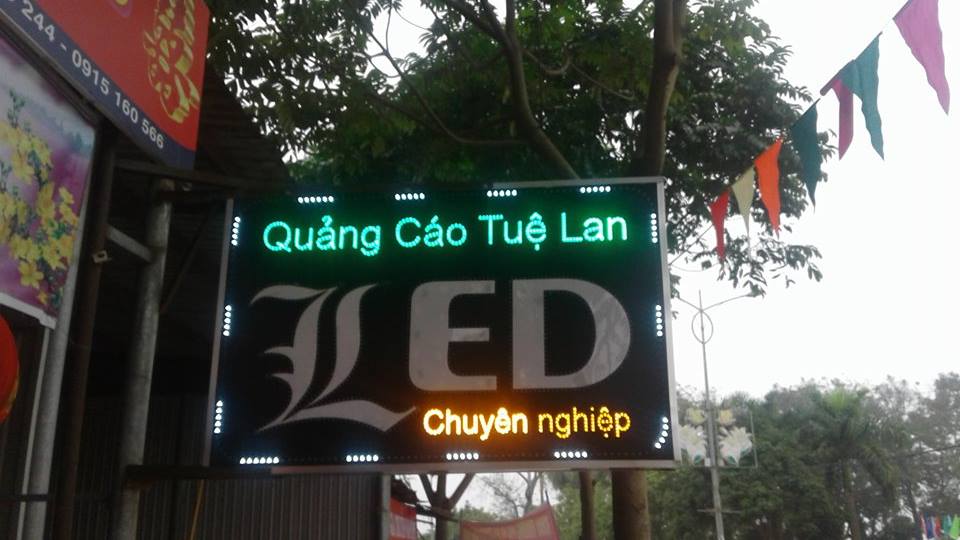 244 - 0915 160 566
Quảng Cáo Tuệ Lan
LED
Chuyên nghiệp